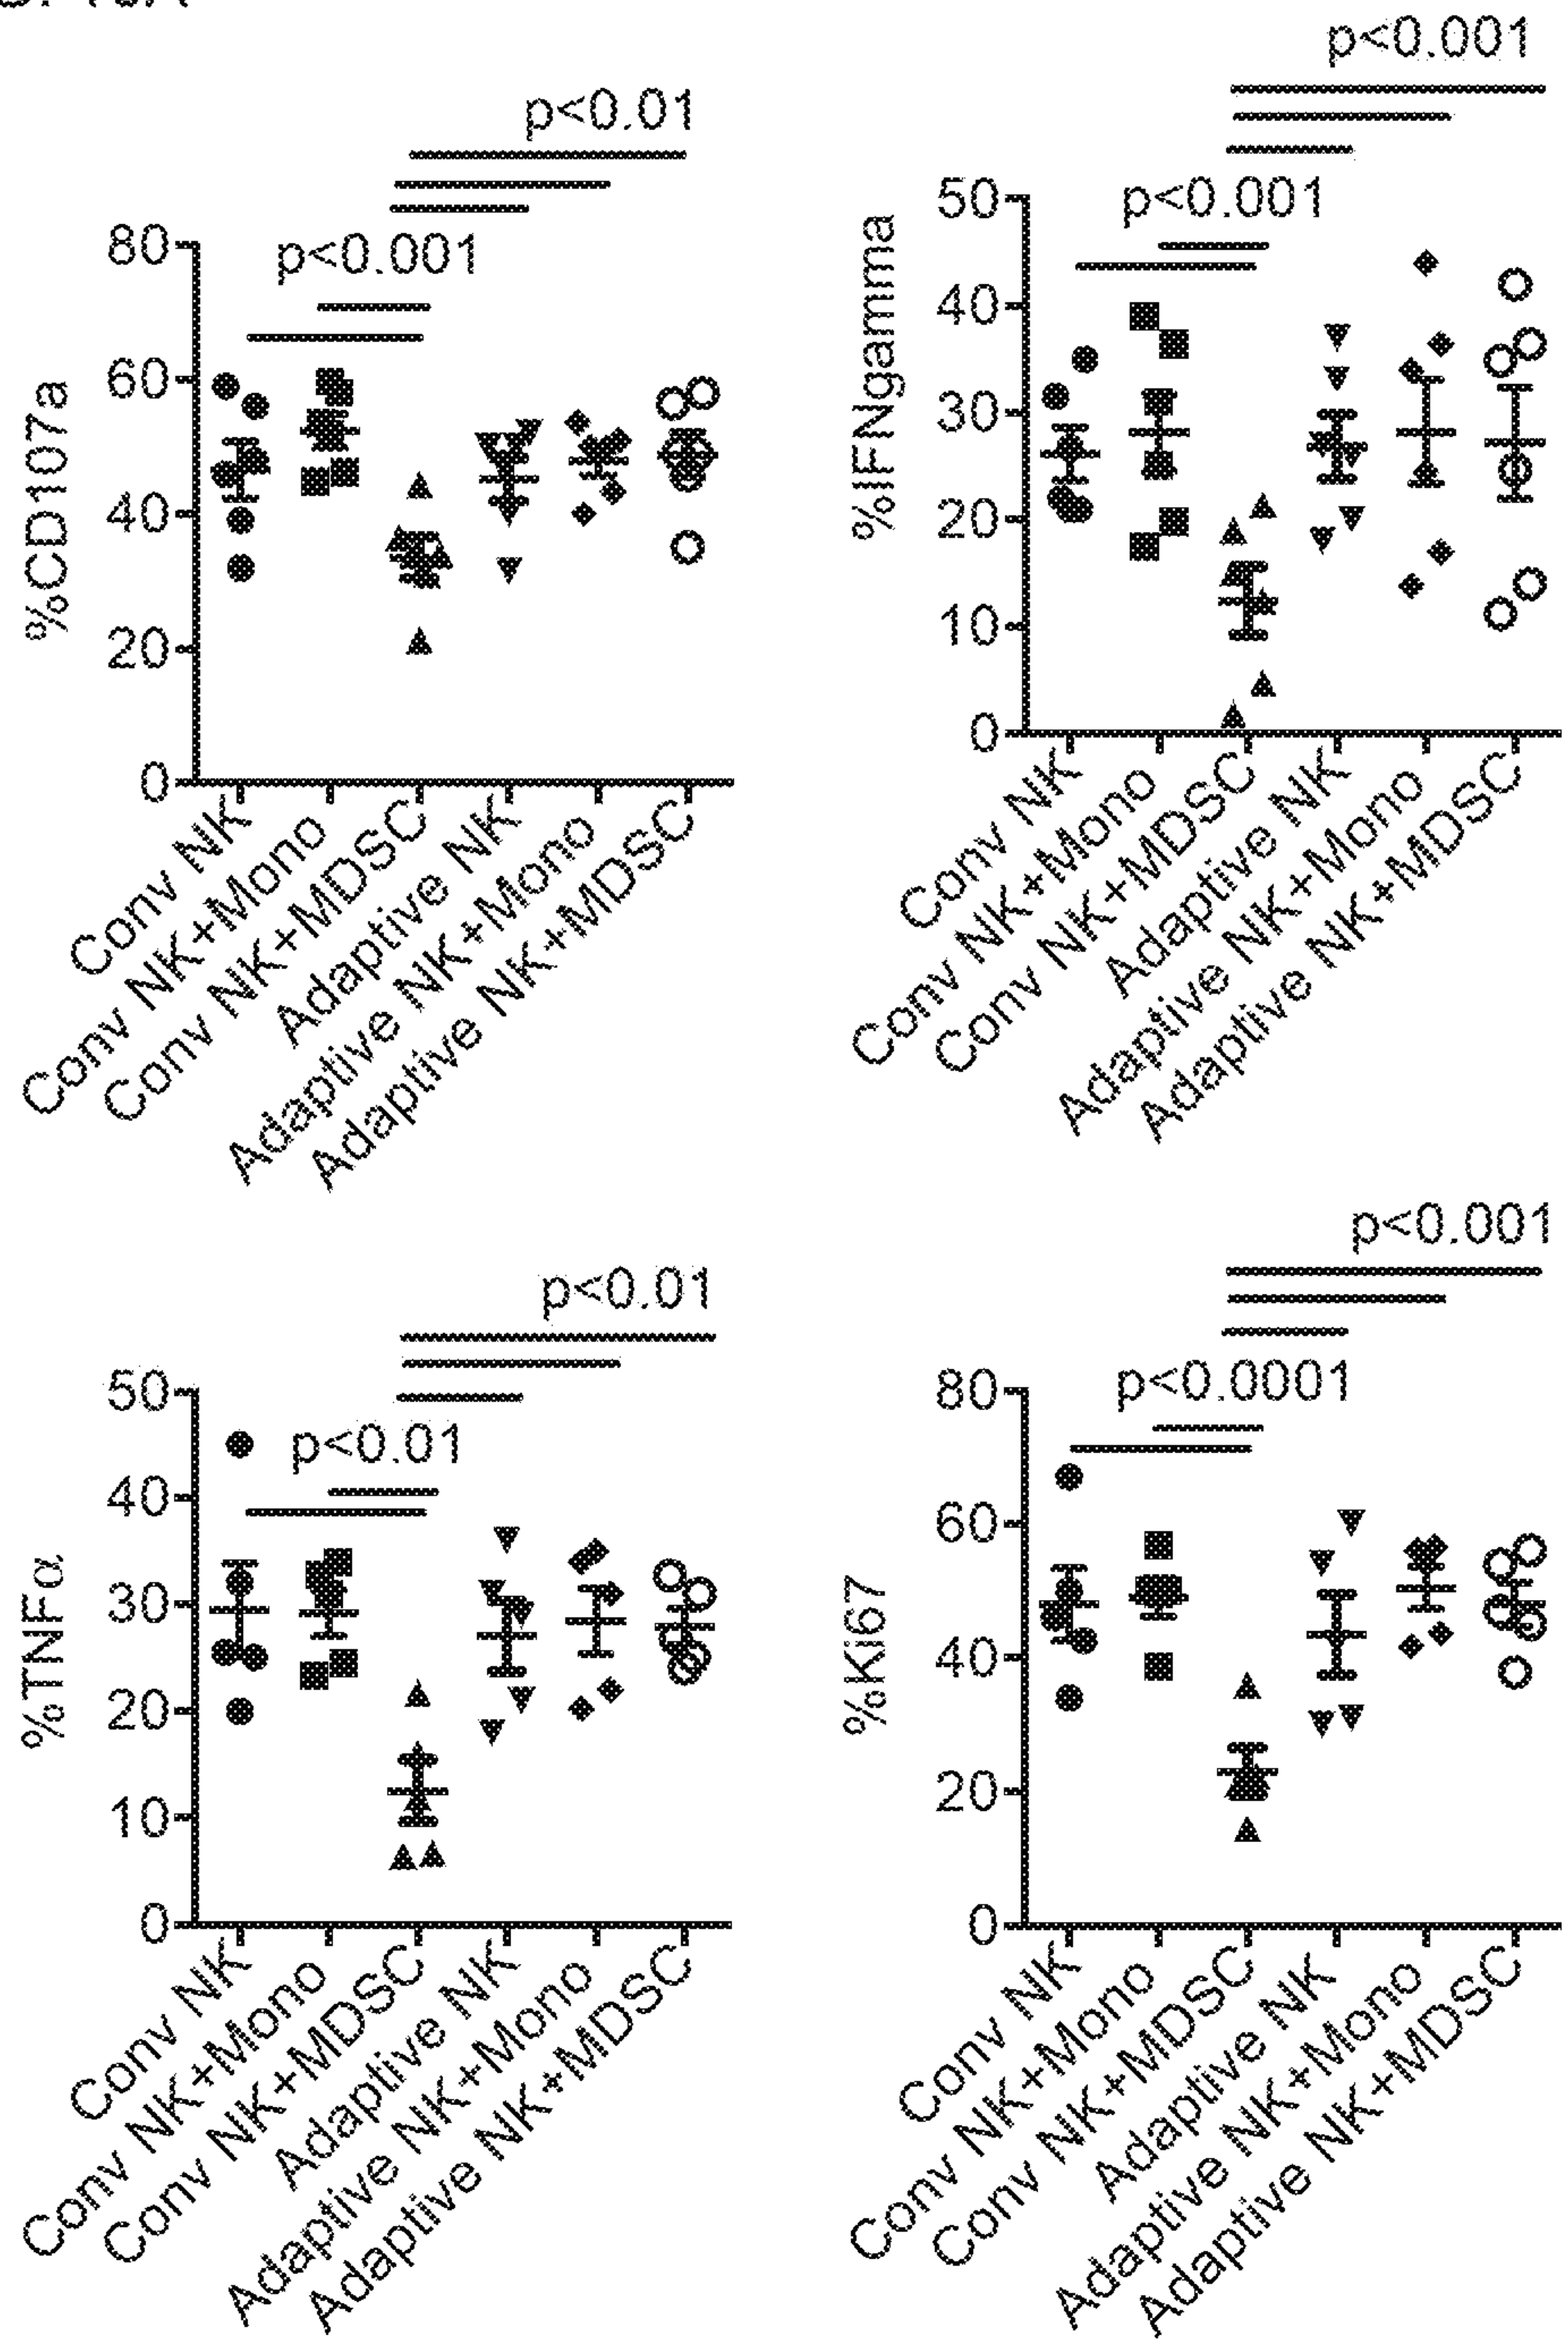 p<0.01
p<0.001
%CD107a
80
60
40
20
0
Conv NK
Conv NK+Mono
Conv NK+MDSC
Adaptive NK
Adaptive NK+Mono
Adaptive NK+MDSC
p<0.001
p<0.001
%IFNgamma
50
40
30
20
10
0
Conv NK
Conv NK+Mono
Conv NK+MDSC
Adaptive NK
Adaptive NK+Mono
Adaptive NK+MDSC
p<0.01
p<0.01
%TNFα
50
40
30
20
10
0
Conv NK
Conv NK+Mono
Conv NK+MDSC
Adaptive NK
Adaptive NK+Mono
Adaptive NK+MDSC
p<0.001
p<0.0001
%Ki67
80
60
40
20
0
Conv NK
Conv NK+Mono
Conv NK+MDSC
Adaptive NK
Adaptive NK+Mono
Adaptive NK+MDSC